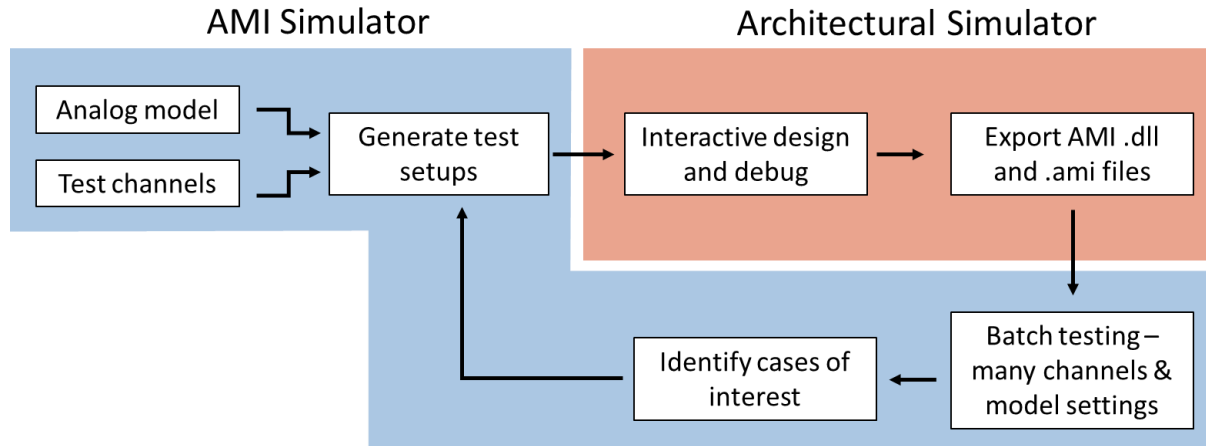 AMI Simulator
Architectural Simulator
Analog model
Test channels
Generate test
setups
Interactive design
and debug
Export AMI .dll
and .ami files
Batch testing –
many channels &
model settings
Identify cases of
interest